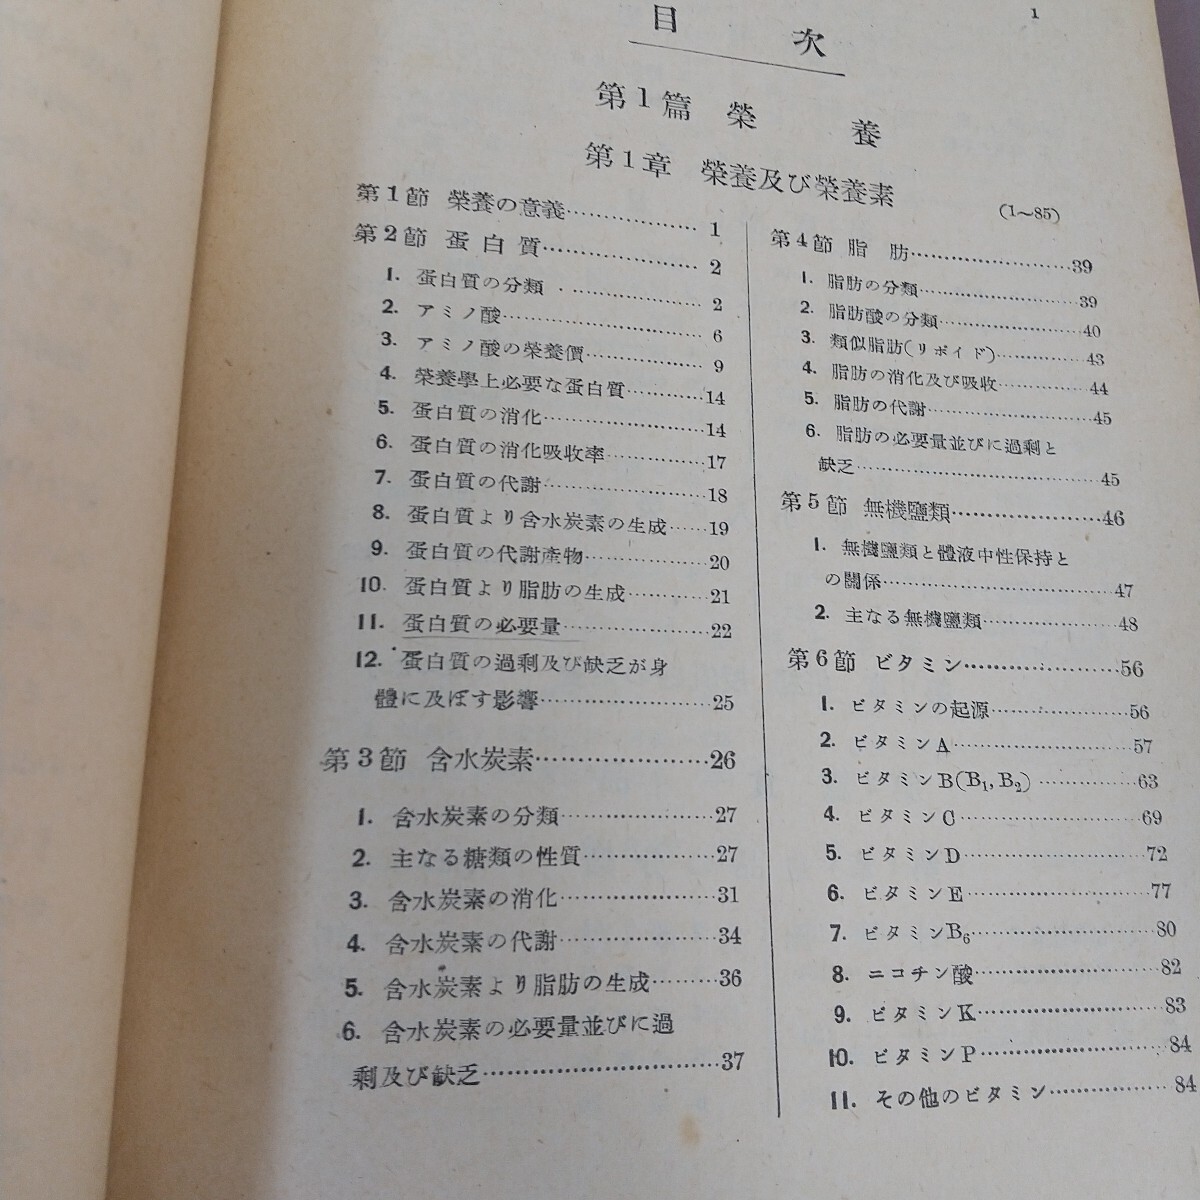 1
目次
第1篇 榮養
第1章 榮養及び榮養素
(1～85)
第1節 榮養の意義……………… 1
第2節 蛋白質………………… 2
1. 蛋白質の分類………………… 2
2. アミノ酸……………………… 6
3. アミノ酸の榮養價…………… 9
4. 榮養學上必要な蛋白質…………14
5. 蛋白質の消化…………………14
6. 蛋白質の消化吸收率……………17
7. 蛋白質の代謝…………………18
8. 蛋白質より含水炭素の生成……19
9. 蛋白質の代謝產物………………20
10. 蛋白質より脂肪の生成…………21
11. 蛋白質の必要量…………………22
12. 蛋白質の過剩及び缺乏が身
體に及ぼす影響…………………25
第3節 含水炭素…………………26
1. 含水炭素の分類…………………27
2. 主なる糖類の性質………………27
3. 含水炭素の消化…………………31
4. 含水炭素の代謝…………………34
5. 含水炭素より脂肪の生成………36
6. 含水炭素の必要量並びに過
剩及び缺乏…………………………37
第4節 脂肪……………………39
1. 脂肪の分類……………………39
2. 脂肪酸の分類…………………40
3. 類似脂肪(リポイド)……………43
4. 脂肪の消化及び吸收……………44
5. 脂肪の代謝……………………45
6. 脂肪の必要量並びに過剩と
缺乏……………………………45
第5節 無機鹽類…………………46
1. 無機鹽類と體液中性保持と
の關係…………………………47
2. 主なる無機鹽類………………48
第6節 ビタミン…………………56
1. ビタミンの起源…………………56
2. ビタミンA……………………57
3. ビタミンB(B₁, B₂)……………63
4. ビタミンC……………………69
5. ビタミンD……………………72
6. ビタミンE……………………77
7. ビタミンB₆……………………80
8. ニコチン酸……………………82
9. ビタミンK……………………83
10. ビタミンP……………………84
11. その他のビタミン………………84